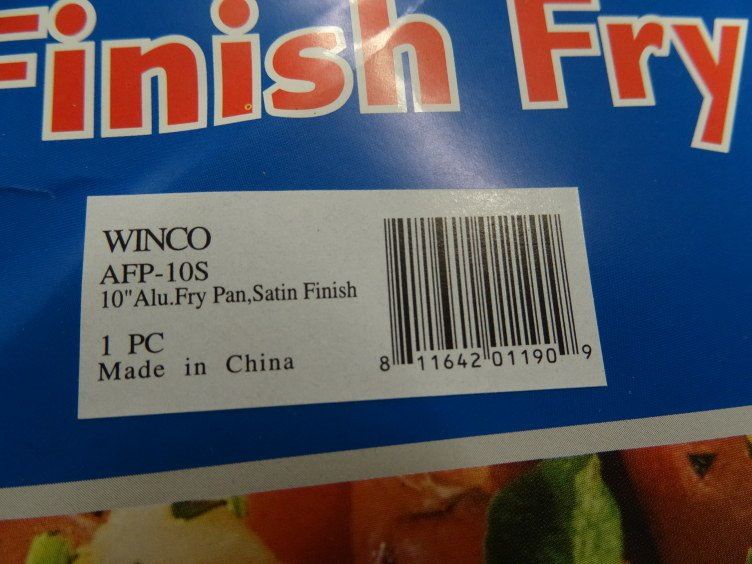 Finish Fry
WINCO
AFP-10S
10"Alu.Fry Pan,Satin Finish
1 PC
Made in China
8 11642 01190 9